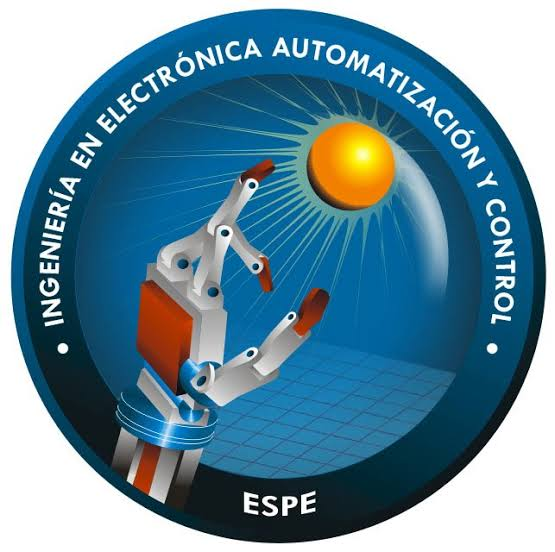 INGENIERÍA EN ELECTRÓNICA AUTOMATIZACIÓN Y CONTROL
ESPE